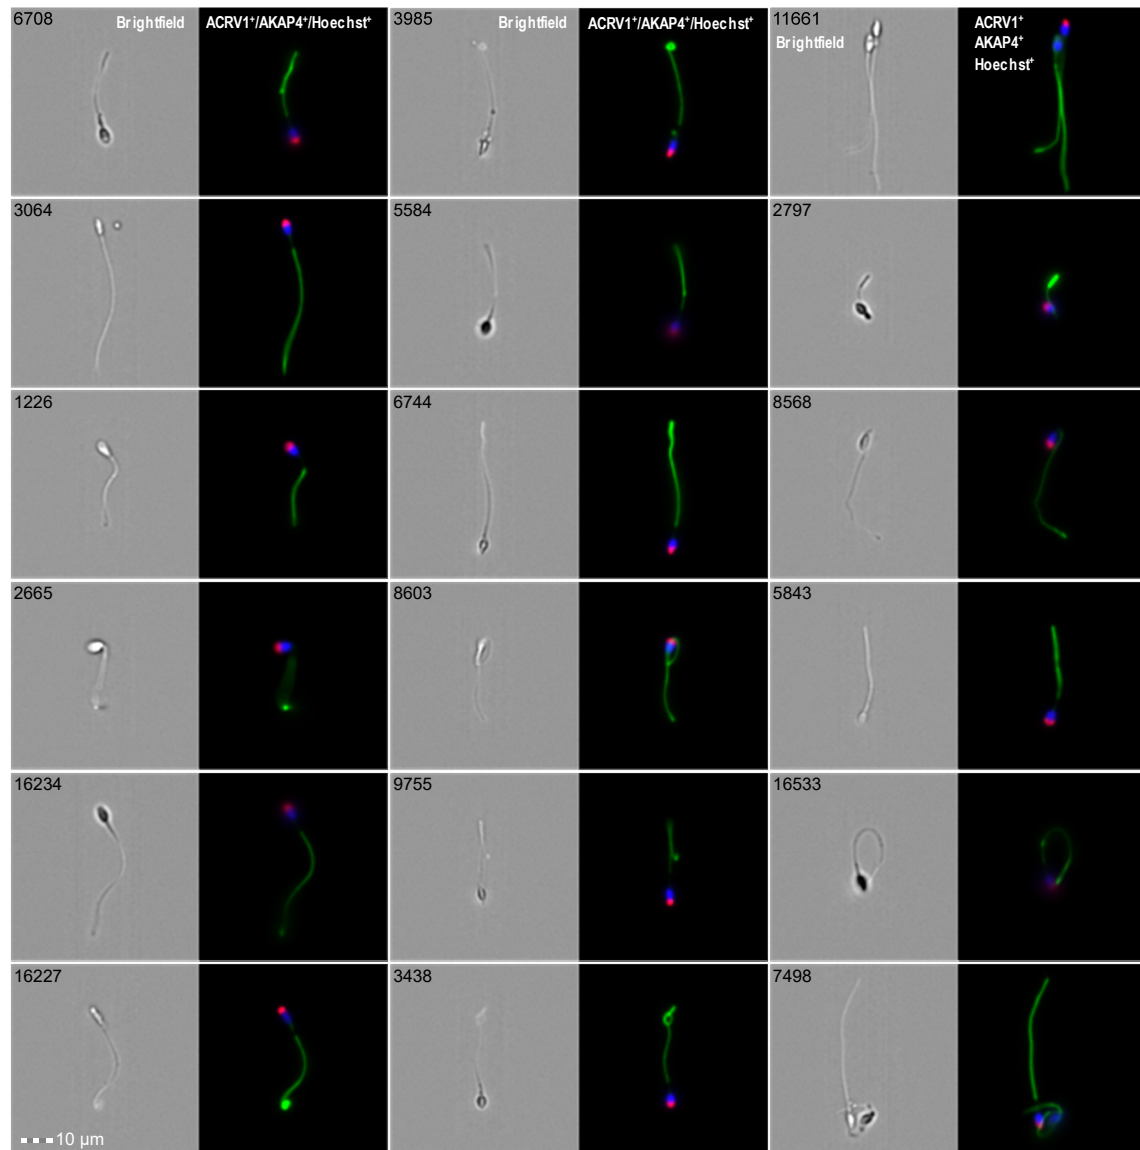 6708 Brightfield ACRV1⁺/AKAP4⁺/Hoechst⁺ 3985 Brightfield ACRV1⁺/AKAP4⁺/Hoechst⁺ 11661 ACRV1⁺
Brightfield AKAP4⁺
Hoechst⁺
3064 5584 2797
1226 6744 8568
2665 8603 5843
16234 9755 16533
16227 3438 7498
10 µm